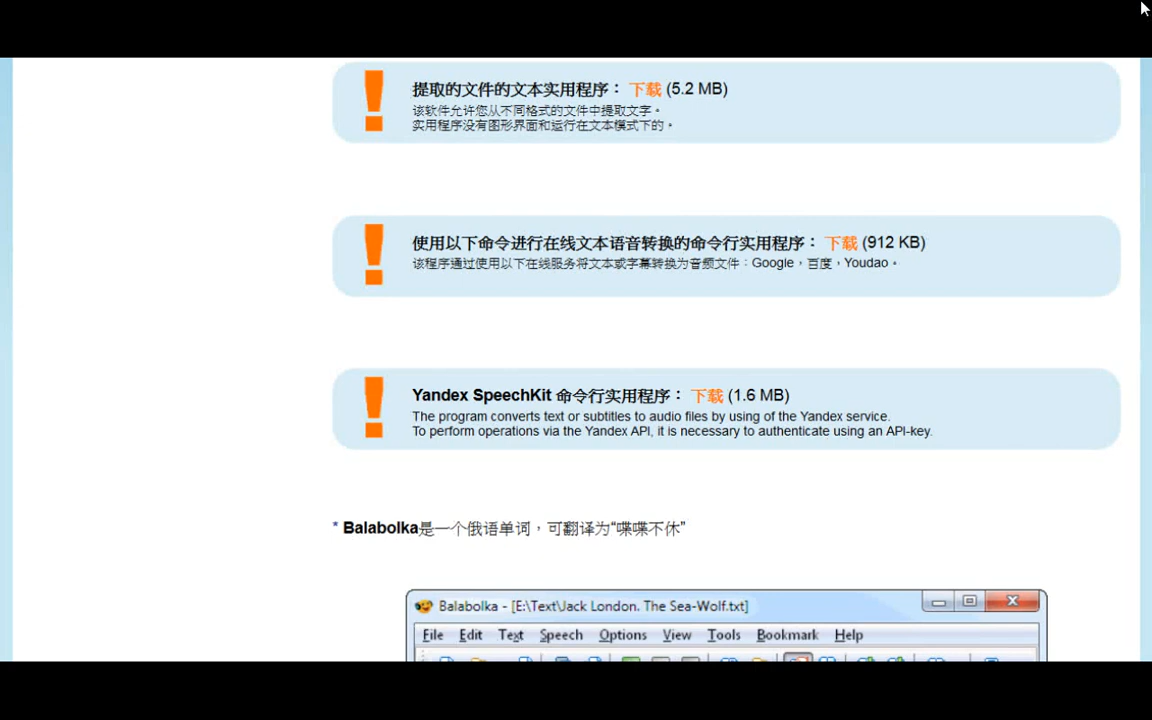 提取的文件的文本实用程序： 下载 (5.2 MB)
该软件允许您从不同格式的文件中提取文字。
实用程序没有图形界面和运行在文本模式下的。
使用以下命令进行在线文本语音转换的命令行实用程序： 下载 (912 KB)
该程序通过使用以下在线服务将文本或字幕转换为音频文件：Google，百度，Youdao。
Yandex SpeechKit 命令行实用程序： 下载 (1.6 MB)
The program converts text or subtitles to audio files by using of the Yandex service.
To perform operations via the Yandex API, it is necessary to authenticate using an API-key.
* Balabolka是一个俄语单词，可翻译为“喋喋不休”
Balabolka - [E:\Text\Jack London. The Sea-Wolf.txt]
File Edit Text Speech Options View Tools Bookmark Help